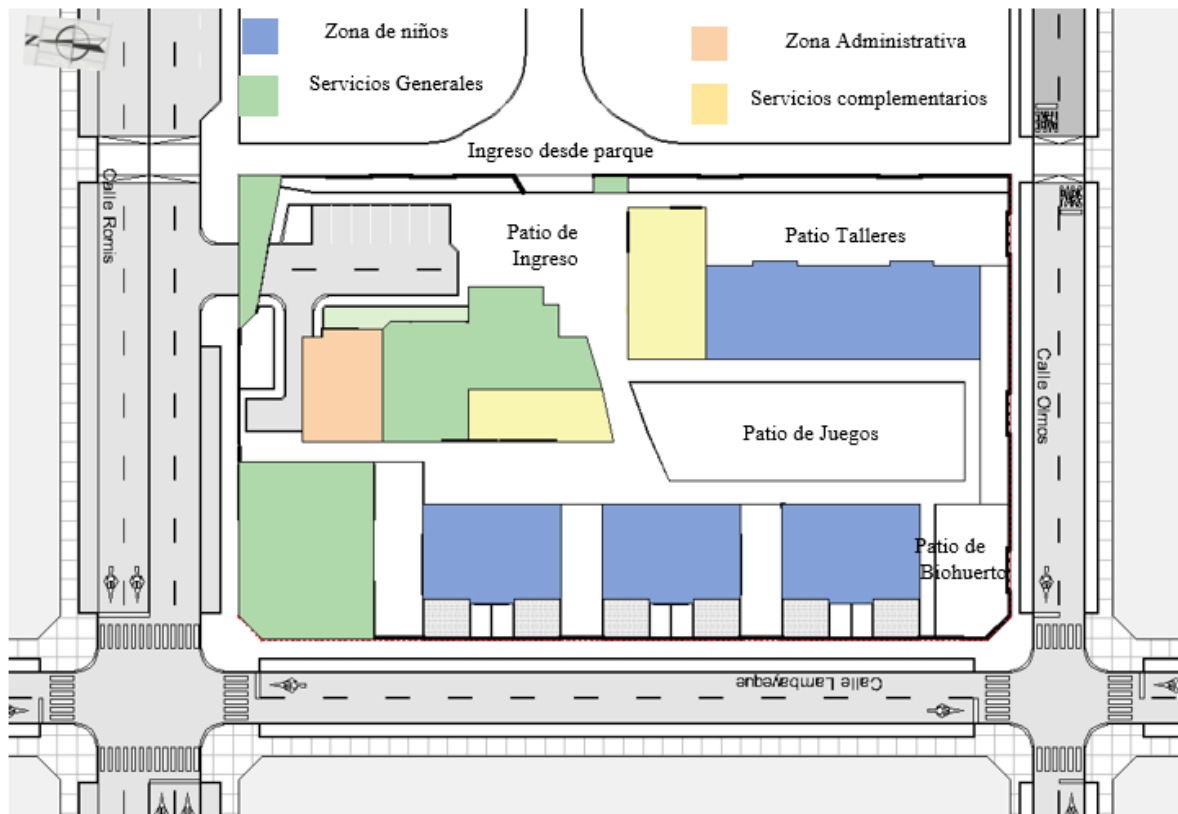 N
Zona de niños
Zona Administrativa
Servicios Generales
Servicios complementarios
Ingreso desde parque
Calle Romis
Patio de
Ingreso
Patio Talleres
Calle Olmos
Patio de Juegos
Patio de
Biohuerto
Calle Lambayeque